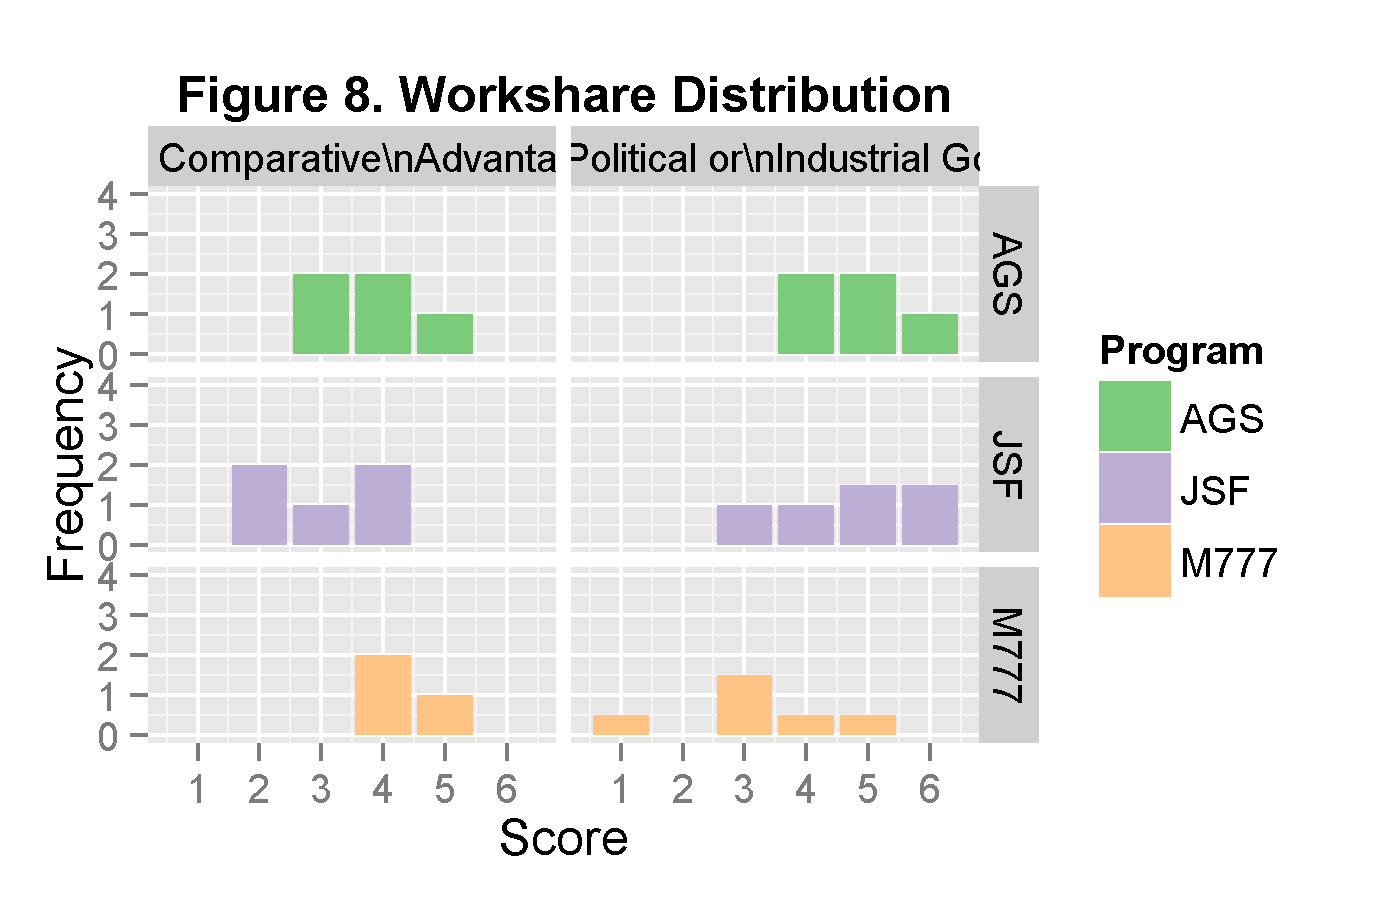 Figure 8. Workshare Distribution
Comparative\nAdvanta
Political or\nIndustrial Go
4
3
2
1
0
AGS
4
3
2
1
0
JSF
4
3
2
1
0
M777
Frequency
1 2 3 4 5 6
1 2 3 4 5 6
Score
Program
AGS
JSF
M777